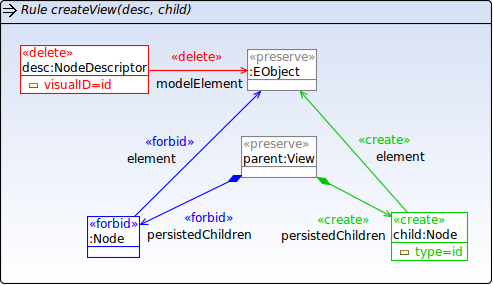 Rule createView(desc, child)
«delete»
desc:NodeDescriptor
visualID=id
«delete»
modelElement
«preserve»
:EObject
«forbid»
element
«create»
element
«preserve»
parent:View
«forbid»
persistedChildren
«create»
persistedChildren
«forbid»
:Node
«create»
child:Node
type=id